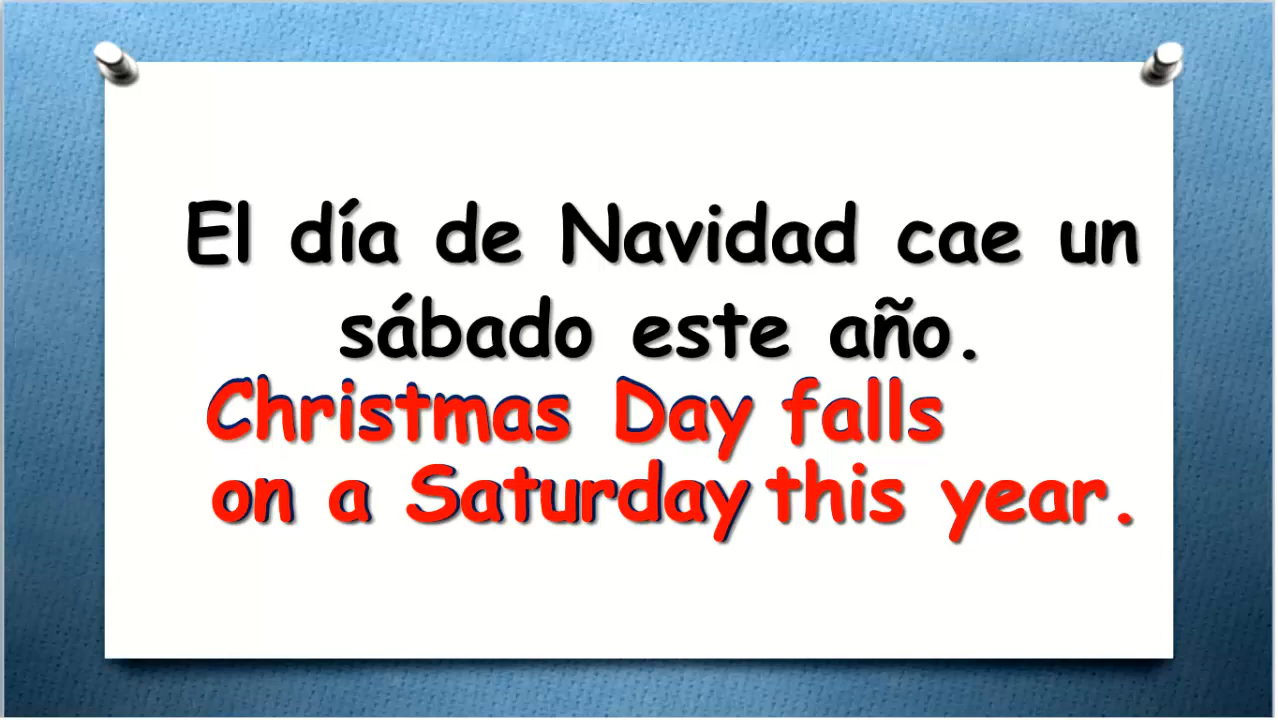 El día de Navidad cae un
sábado este año.
Christmas Day falls
on a Saturday this year.